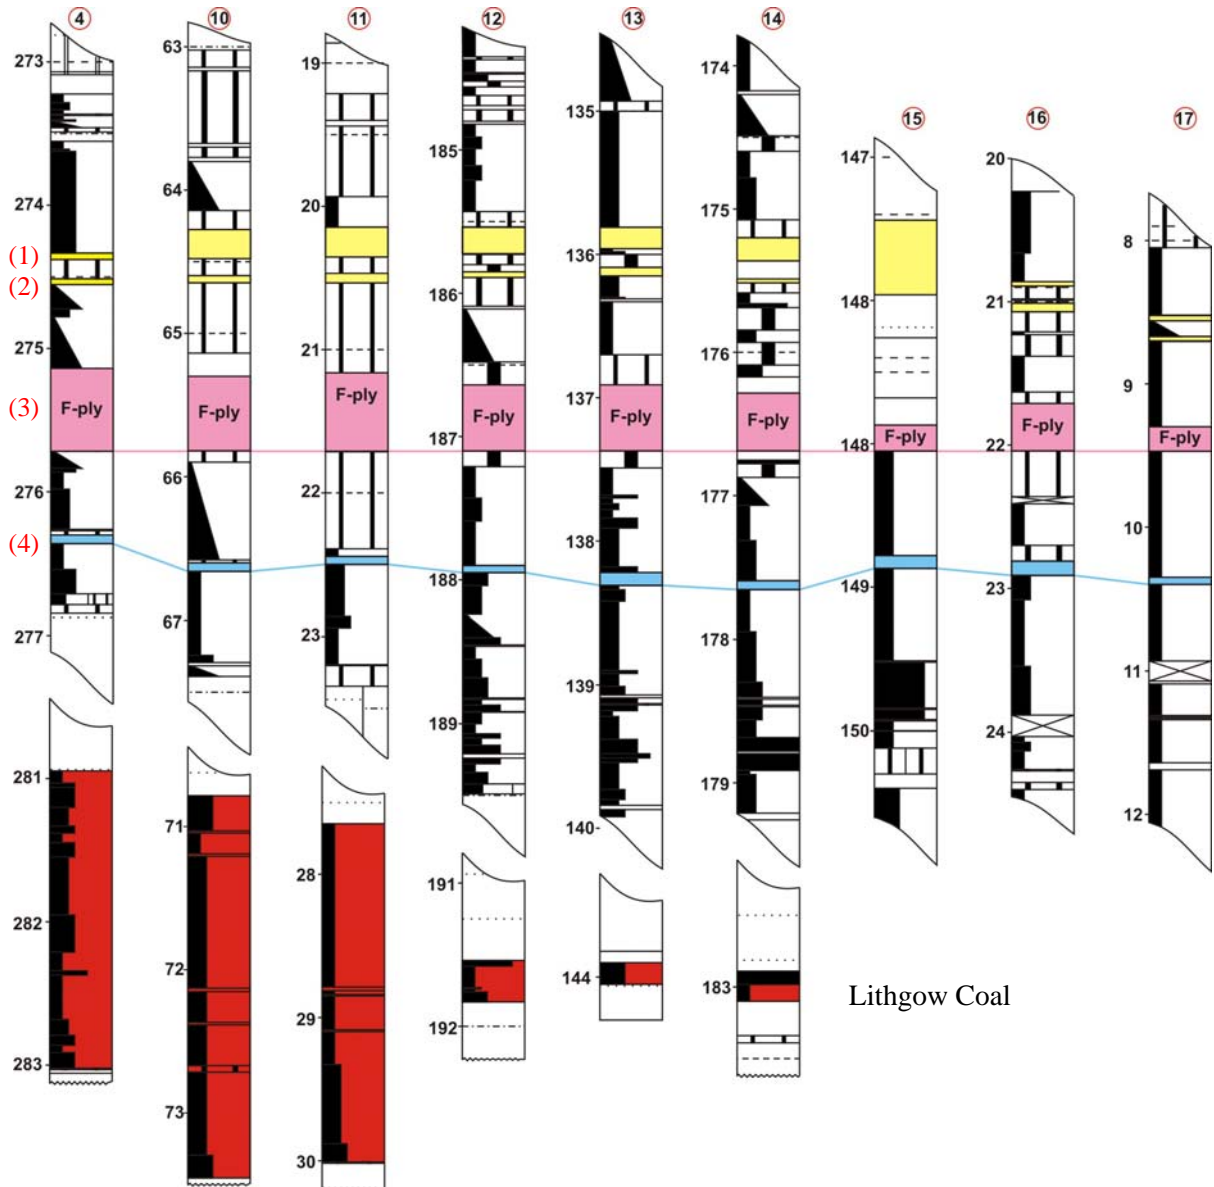 4 10 11 12 13 14
15 16 17
273 63 19 185 135 174 147 20 8
274 64 20 186 136 175 148 21 9
(1)
(2)
275 65 21 187 137 176 148 22 10
(3) F-ply F-ply F-ply F-ply F-ply F-ply F-ply F-ply F-ply
276 66 22 188 138 177 149 23 11
(4)
277 67 23 189 139 178 150 24 12
140 179
281 71 28 191 144 183
Lithgow Coal
282 72 29 192
283 73 30